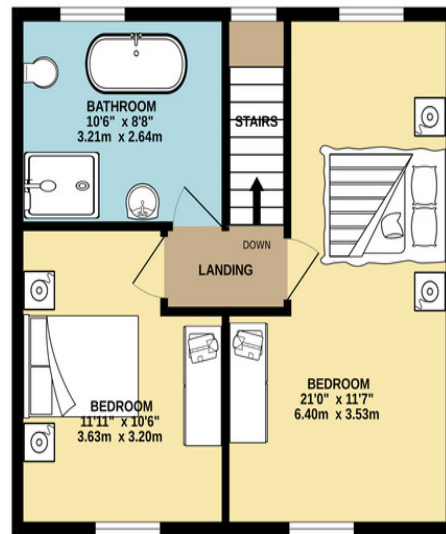 BATHROOM
10'6" x 8'8"
3.21m x 2.64m
STAIRS
DOWN
LANDING
BEDROOM
11'11" x 10'6"
3.63m x 3.20m
BEDROOM
21'0" x 11'7"
6.40m x 3.53m